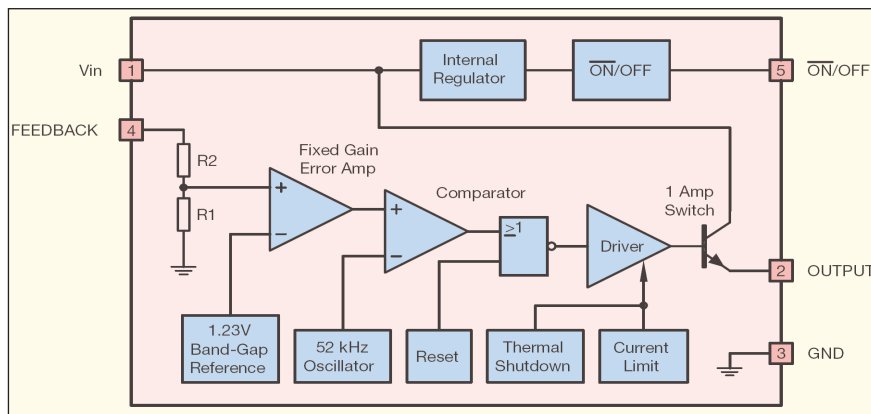 Vin
1
Internal
Regulator
O̅N̅/OFF
5
O̅N̅/OFF
FEEDBACK
4
R2
R1
Fixed Gain
Error Amp
+
−
Comparator
+
−
≥1
Driver
1 Amp
Switch
2
OUTPUT
1.23V
Band-Gap
Reference
52 kHz
Oscillator
Reset
Thermal
Shutdown
Current
Limit
3
GND